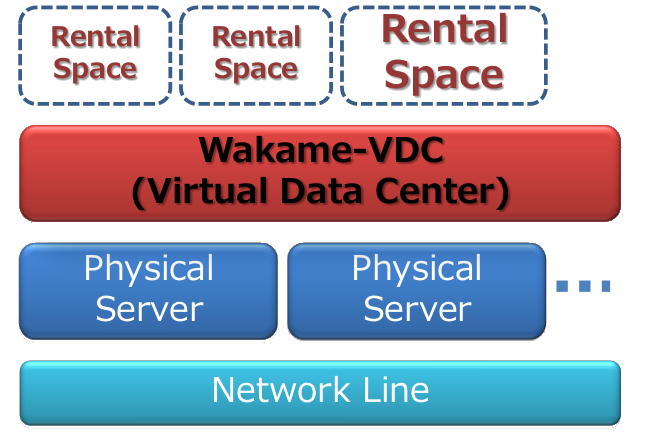 Rental
Space
Rental
Space
Rental
Space
Wakame-VDC
(Virtual Data Center)
Physical
Server
Physical
Server
...
Network Line